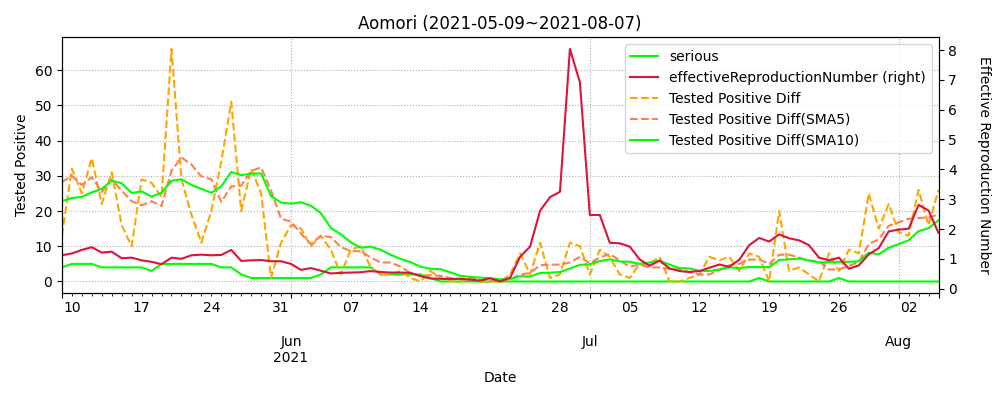 Aomori (2021-05-09~2021-08-07)
serious
effectiveReproductionNumber (right)
Tested Positive Diff
Tested Positive Diff(SMA5)
Tested Positive Diff(SMA10)
Tested Positive
60
50
40
30
20
10
0
8
7
6
5
4
3
2
1
0
Effective Reproduction Number
10 17 24 31 07 14 21 28 05 12 19 26 02
Jun Jul Aug
2021
Date